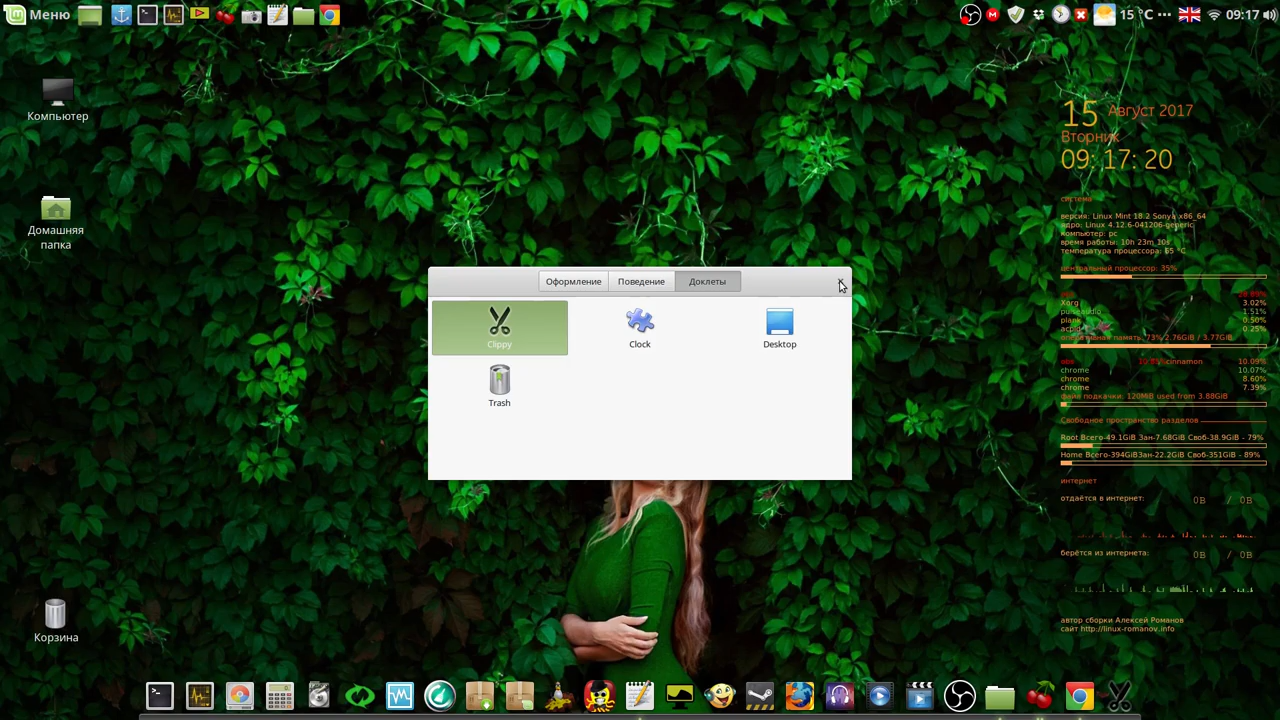 Меню
15 °C
09:17
Компьютер
Домашняя
папка
Корзина
Оформление
Поведение
Доклеты
Clippy
Clock
Desktop
Trash
15 Август 2017
Вторник
09: 17: 20
система
версия: Linux Mint 18.2 Sonya x86_64
ядро: Linux 4.12.6-041206-generic
компьютер: pc
время работы: 10h 23m 10s
температура процессора: 65 °C
центральный процессор: 35%
Xorg 3.02%
pulseaudio 1.51%
plank 0.50%
acpid 0.25%
оперативная память: 73% 2.76GiB / 3.77GiB
cinnamon 10.09%
chrome 10.07%
chrome 8.60%
chrome 7.39%
файл подкачки: 120MiB used from 3.88GiB
Свободное пространство разделов
Root Всего-49.1GiB Зан-7.68GiB Своб-38.9GiB - 79%
Home Всего-394GiBЗан-22.2GiB Своб-351GiB - 89%
интернет
отдаётся в интернет: 0B / 0B
берётся из интернета: 0B / 0B
автор сборки Алексей Романов
сайт http://linux-romanov.info